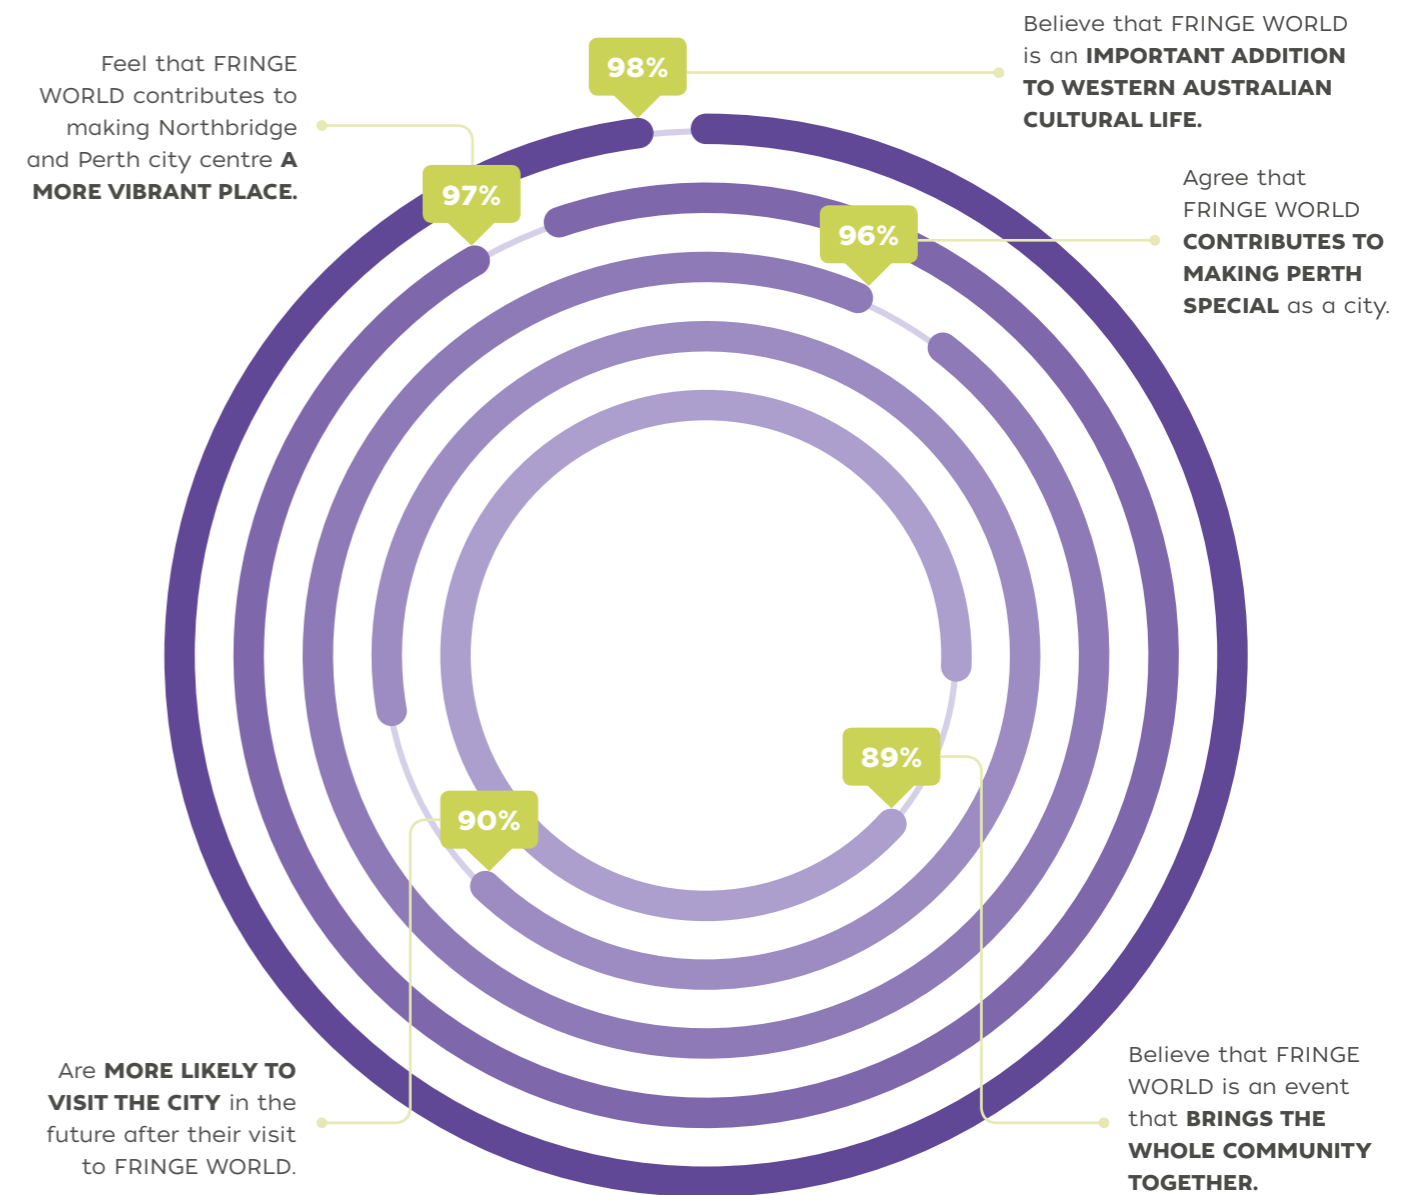 Believe that FRINGE WORLD
is an IMPORTANT ADDITION
TO WESTERN AUSTRALIAN
CULTURAL LIFE.
98%
Feel that FRINGE
WORLD contributes to
making Northbridge
and Perth city centre A
MORE VIBRANT PLACE.
97%
Agree that
FRINGE WORLD
CONTRIBUTES TO
MAKING PERTH
SPECIAL as a city.
96%
89%
90%
Believe that FRINGE
WORLD is an event
that BRINGS THE
WHOLE COMMUNITY
TOGETHER.
Are MORE LIKELY TO
VISIT THE CITY in the
future after their visit
to FRINGE WORLD.